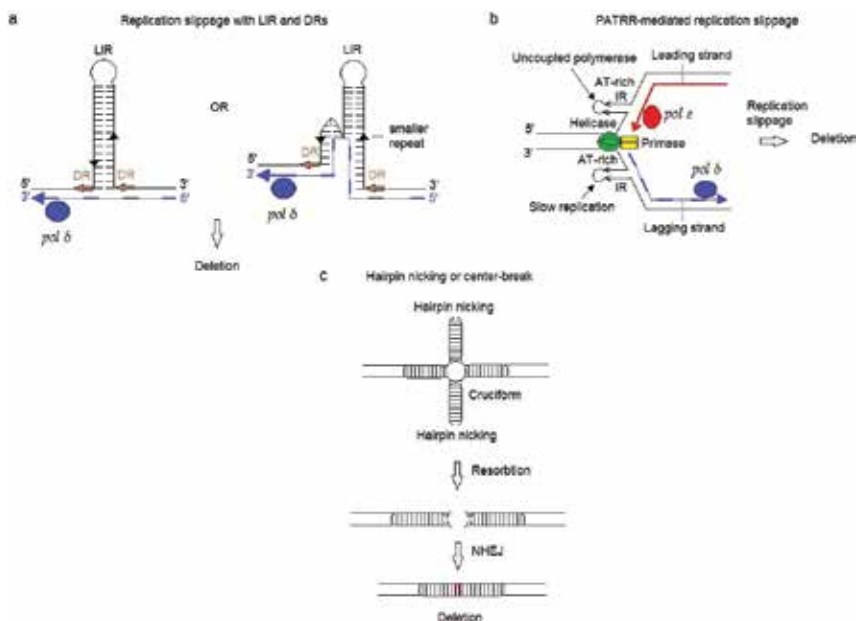 a
Replication slippage with LIR and DRs
LIR
OR
LIR
smaller
repeat
DR
DR
DR
DR
5'
3'
3'
5'
5'
3'
3'
5'
pol δ
pol δ
Deletion
b
PATRR-mediated replication slippage
Uncoupled polymerase
Leading strand
AT-rich
IR
pol ε
5'
Helicase
Primase
3'
AT-rich
IR
pol δ
Slow replication
Lagging strand
Replication
slippage
Deletion
c
Hairpin nicking or center-break
Hairpin nicking
Cruciform
Hairpin nicking
Resorbtion
NHEJ
Deletion